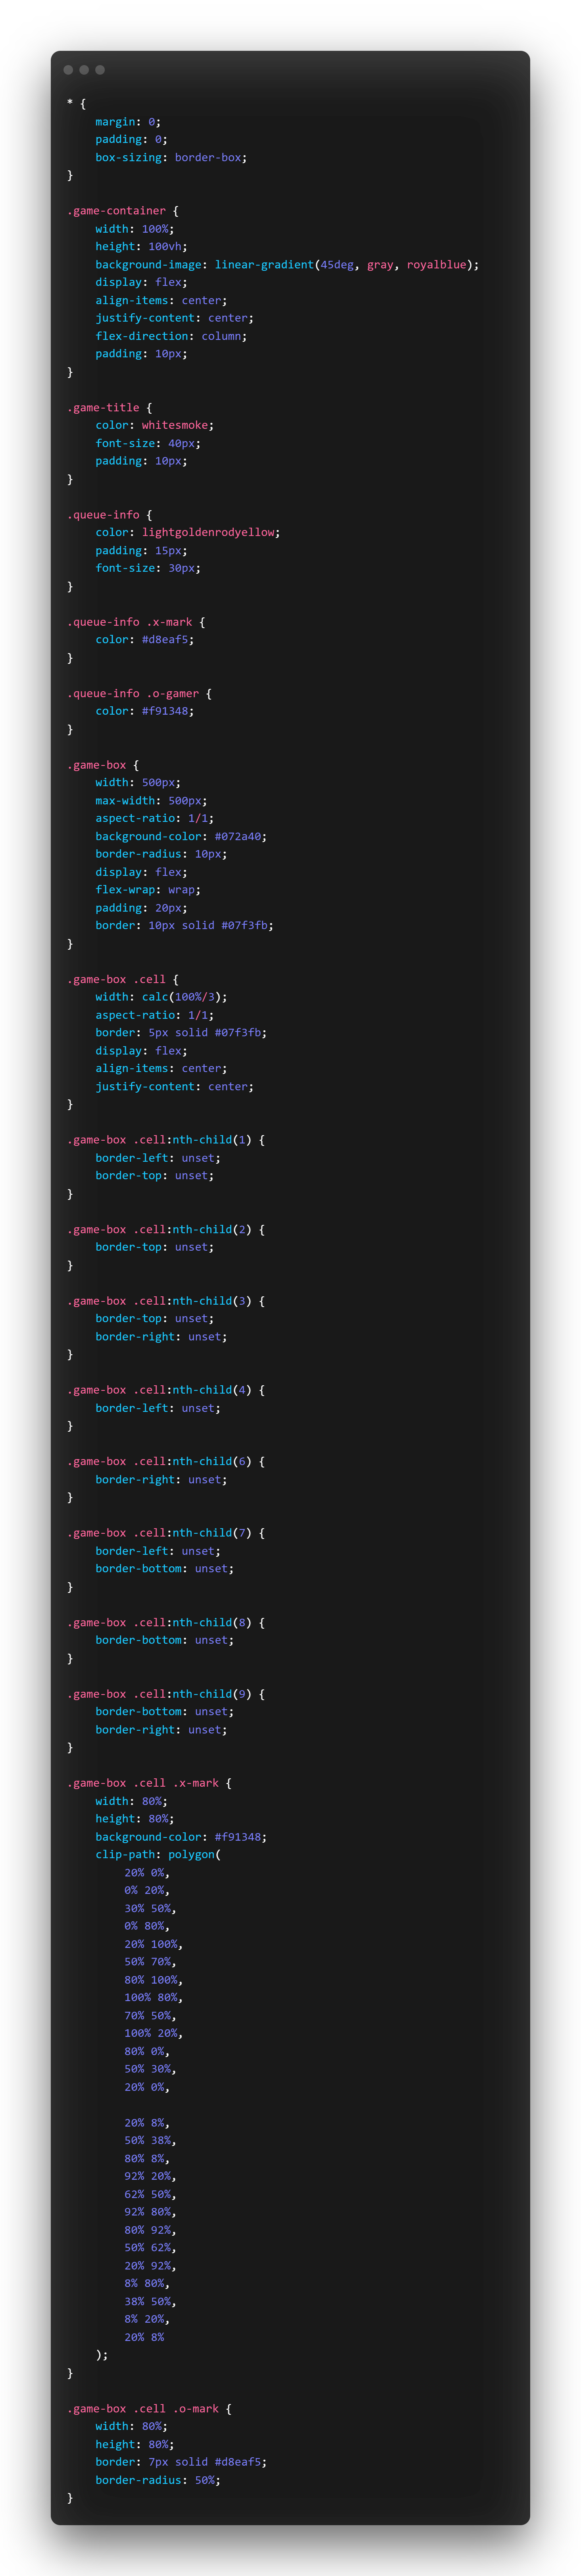 * {
    margin: 0;
    padding: 0;
    box-sizing: border-box;
}

.game-container {
    width: 100%;
    height: 100vh;
    background-image: linear-gradient(45deg, gray, royalblue);
    display: flex;
    align-items: center;
    justify-content: center;
    flex-direction: column;
    padding: 10px;
}

.game-title {
    color: whitesmoke;
    font-size: 40px;
    padding: 10px;
}

.queue-info {
    color: lightgoldenrodyellow;
    padding: 15px;
    font-size: 30px;
}

.queue-info .x-mark {
    color: #d8eaf5;
}

.queue-info .o-gamer {
    color: #f91348;
}

.game-box {
    width: 500px;
    max-width: 500px;
    aspect-ratio: 1/1;
    background-color: #072a40;
    border-radius: 10px;
    display: flex;
    flex-wrap: wrap;
    padding: 20px;
    border: 10px solid #07f3fb;
}

.game-box .cell {
    width: calc(100%/3);
    aspect-ratio: 1/1;
    border: 5px solid #07f3fb;
    display: flex;
    align-items: center;
    justify-content: center;
}

.game-box .cell:nth-child(1) {
    border-left: unset;
    border-top: unset;
}

.game-box .cell:nth-child(2) {
    border-top: unset;
}

.game-box .cell:nth-child(3) {
    border-top: unset;
    border-right: unset;
}

.game-box .cell:nth-child(4) {
    border-left: unset;
}

.game-box .cell:nth-child(6) {
    border-right: unset;
}

.game-box .cell:nth-child(7) {
    border-left: unset;
    border-bottom: unset;
}

.game-box .cell:nth-child(8) {
    border-bottom: unset;
}

.game-box .cell:nth-child(9) {
    border-bottom: unset;
    border-right: unset;
}

.game-box .cell .x-mark {
    width: 80%;
    height: 80%;
    background-color: #f91348;
    clip-path: polygon(
        20% 0%,
        0% 20%,
        30% 50%,
        0% 80%,
        20% 100%,
        50% 70%,
        80% 100%,
        100% 80%,
        70% 50%,
        100% 20%,
        80% 0%,
        50% 30%,
        20% 0%,

        20% 8%,
        50% 38%,
        80% 8%,
        92% 20%,
        62% 50%,
        92% 80%,
        80% 92%,
        50% 62%,
        20% 92%,
        8% 80%,
        38% 50%,
        8% 20%,
        20% 8%
    );
}

.game-box .cell .o-mark {
    width: 80%;
    height: 80%;
    border: 7px solid #d8eaf5;
    border-radius: 50%;
}